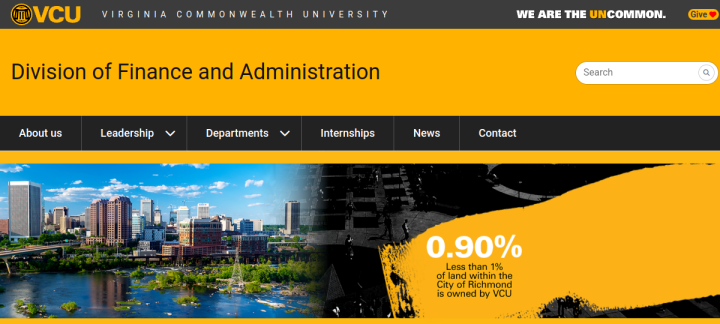 VCU VIRGINIA COMMONWEALTH UNIVERSITY WE ARE THE UNCOMMON. Give
Division of Finance and Administration
Search
About us Leadership Departments Internships News Contact
0.90%
Less than 1%
of land within the
City of Richmond
is owned by VCU